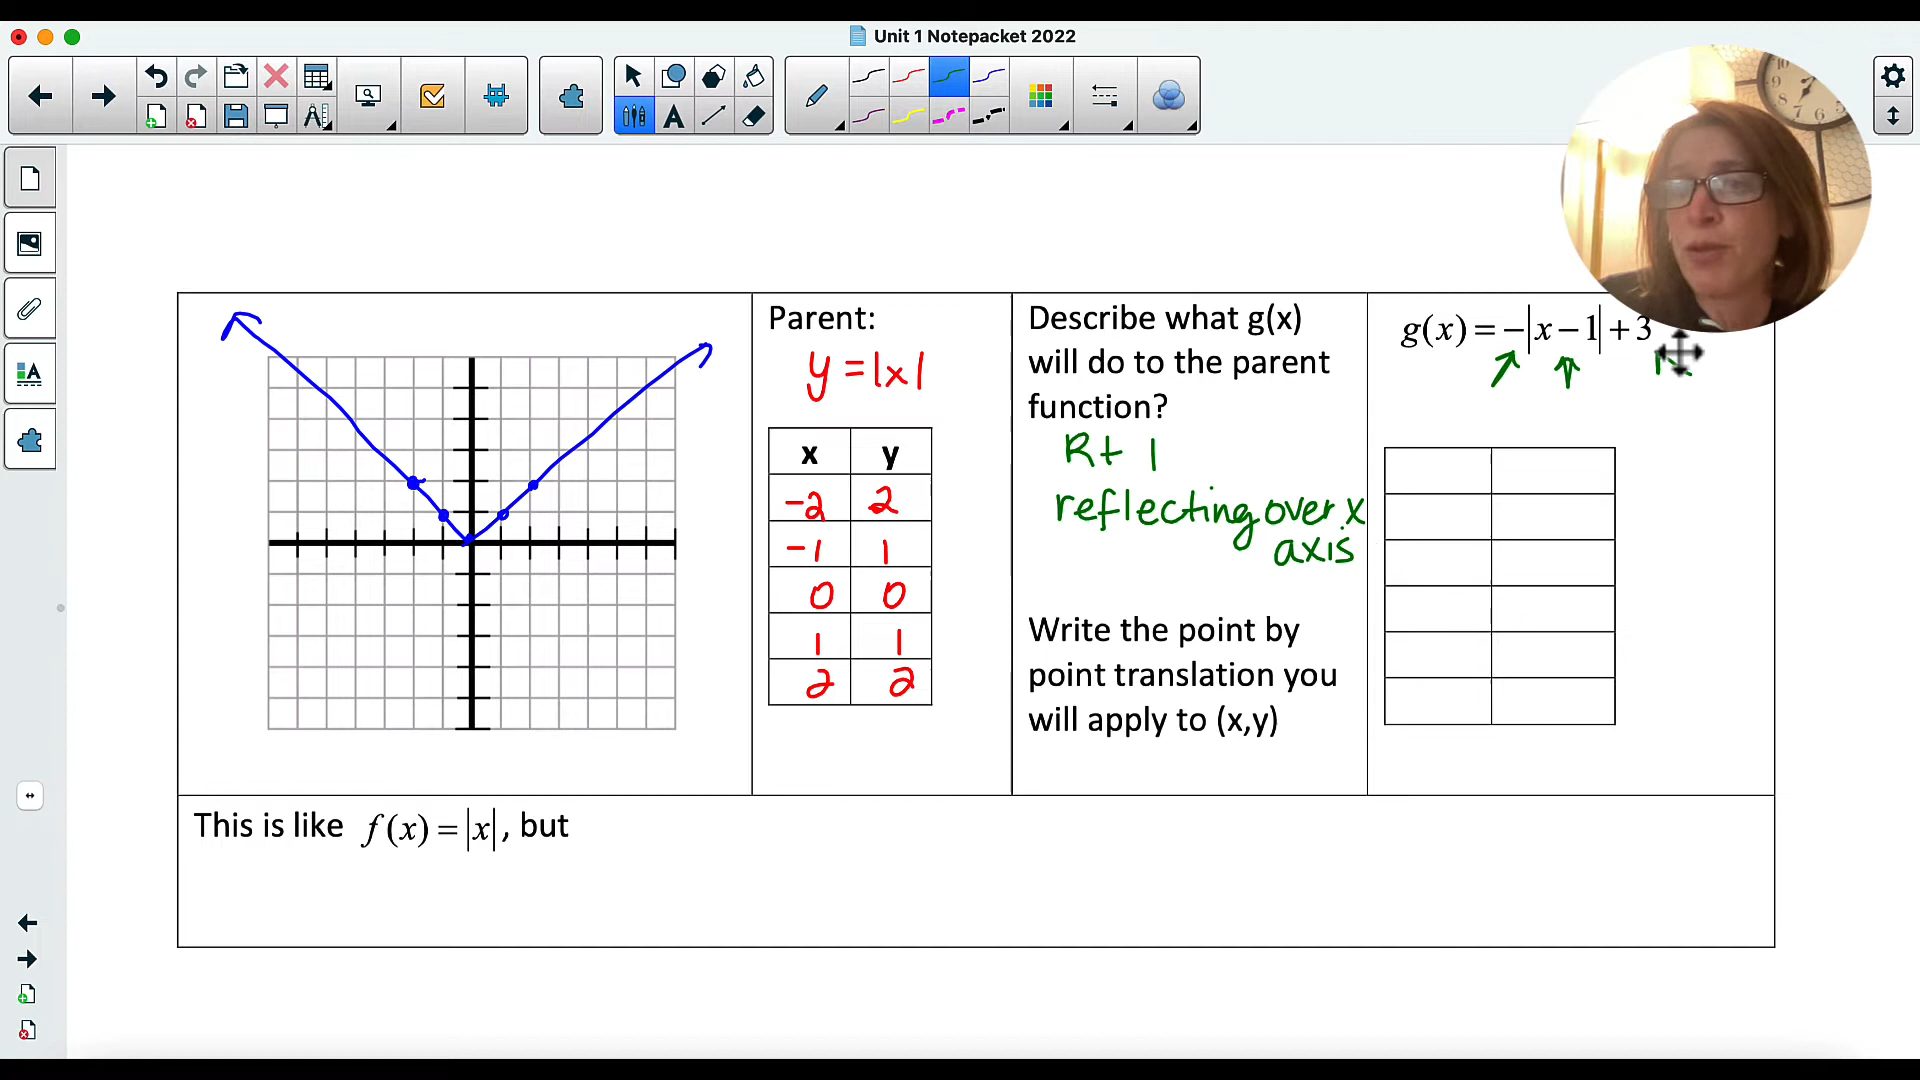 Unit 1 Notepacket 2022
Parent:
y = |x|
x y
-2 2
-1 1
0 0
1 1
2 2
Describe what g(x)
will do to the parent
function?
Rt 1
reflecting over x
axis
Write the point by
point translation you
will apply to (x,y)
g(x) = -|x-1| + 3
This is like f(x) = |x|, but